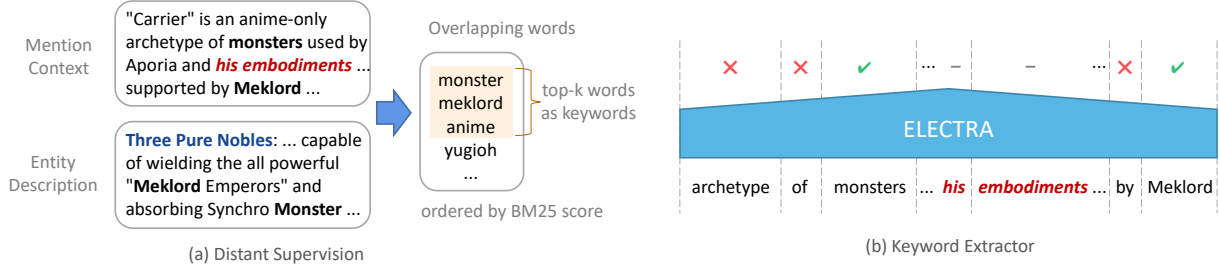 Mention
Context
"Carrier" is an anime-only
archetype of monsters used by
Aporia and his embodiments ...
supported by Meklord ...
Entity
Description
Three Pure Nobles: ... capable
of wielding the all powerful
"Meklord Emperors" and
absorbing Synchro Monster ...
Overlapping words
monster
meklord
anime
yugioh
...
top-k words
as keywords
ordered by BM25 score
(a) Distant Supervision
✕ ✕ ✔ ... – – ... ✕ ✔
ELECTRA
archetype of monsters ... his embodiments ... by Meklord
(b) Keyword Extractor